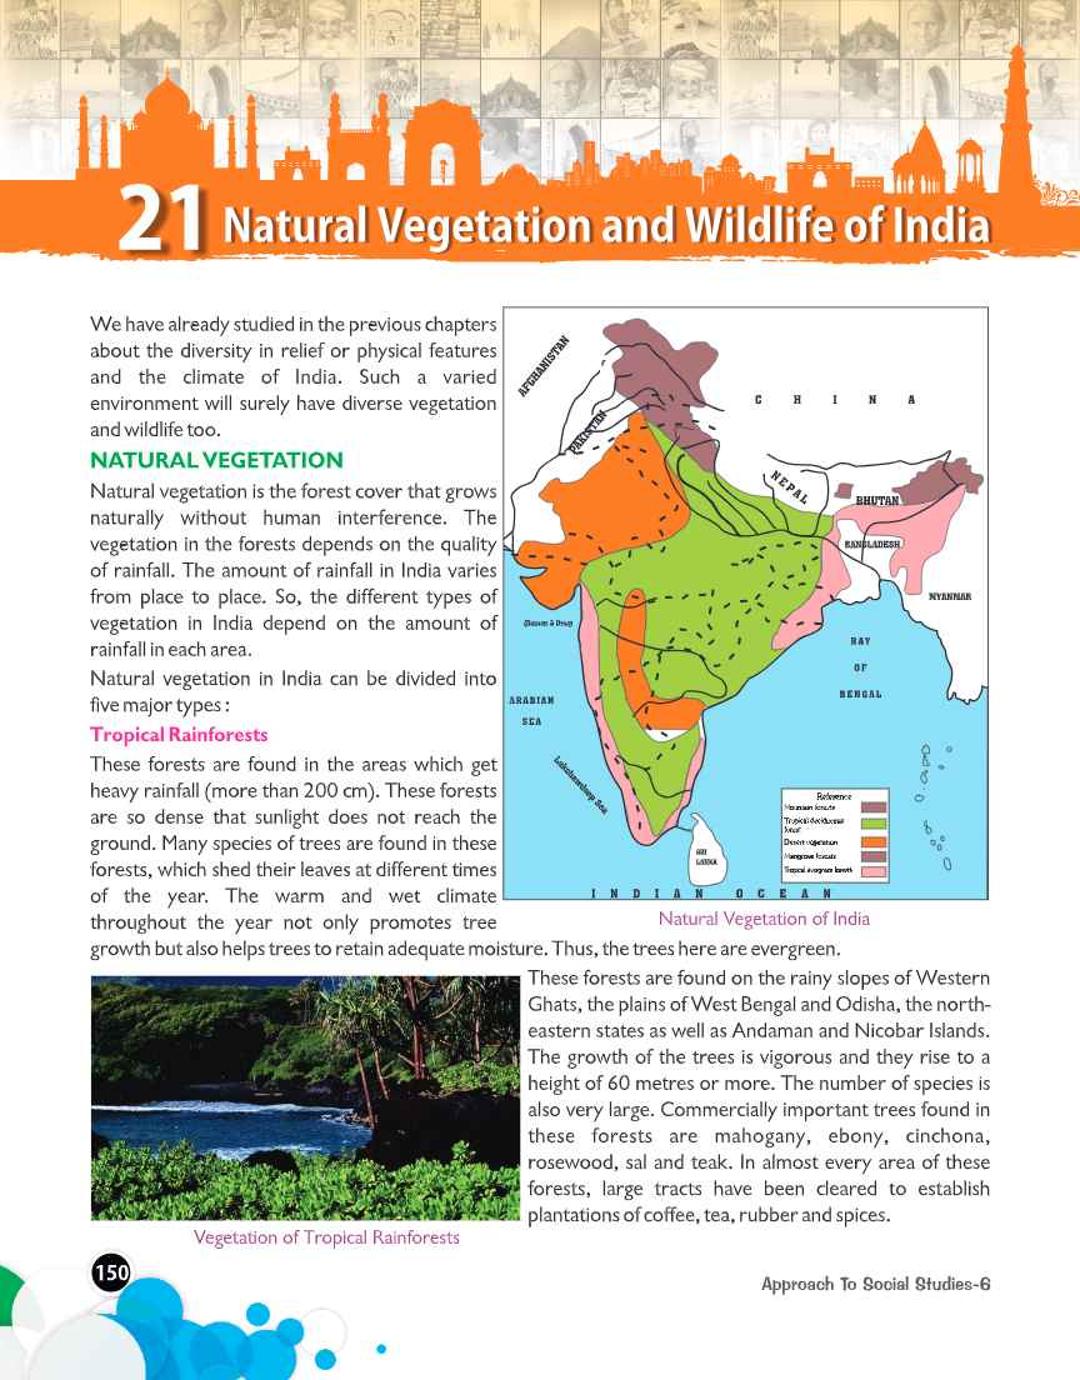 21 Natural Vegetation and Wildlife of India
We have already studied in the previous chapters
about the diversity in relief or physical features
and the climate of India. Such a varied
environment will surely have diverse vegetation
and wildlife too.
NATURAL VEGETATION
Natural vegetation is the forest cover that grows
naturally without human interference. The
vegetation in the forests depends on the quality
of rainfall. The amount of rainfall in India varies
from place to place. So, the different types of
vegetation in India depend on the amount of
rainfall in each area.
Natural vegetation in India can be divided into
five major types :
Tropical Rainforests
These forests are found in the areas which get
heavy rainfall (more than 200 cm). These forests
are so dense that sunlight does not reach the
ground. Many species of trees are found in these
forests, which shed their leaves at different times
of the year. The warm and wet climate
throughout the year not only promotes tree
growth but also helps trees to retain adequate moisture. Thus, the trees here are evergreen.
AFGHANISTAN
PAKISTAN
CHINA
NEPAL
BHUTAN
BANGLADESH
MYANMAR
BAY
OF
BENGAL
ARABIAN
SEA
Lakshadweep Sea
SRI
LANKA
INDIAN OCEAN
Reference
Mountain forests
Tropical deciduous
forest
Desert vegetation
Mangrove forests
Tropical evergreen forests
Natural Vegetation of India
These forests are found on the rainy slopes of Western
Ghats, the plains of West Bengal and Odisha, the north-
eastern states as well as Andaman and Nicobar Islands.
The growth of the trees is vigorous and they rise to a
height of 60 metres or more. The number of species is
also very large. Commercially important trees found in
these forests are mahogany, ebony, cinchona,
rosewood, sal and teak. In almost every area of these
forests, large tracts have been cleared to establish
plantations of coffee, tea, rubber and spices.
Vegetation of Tropical Rainforests
150
Approach To Social Studies-6